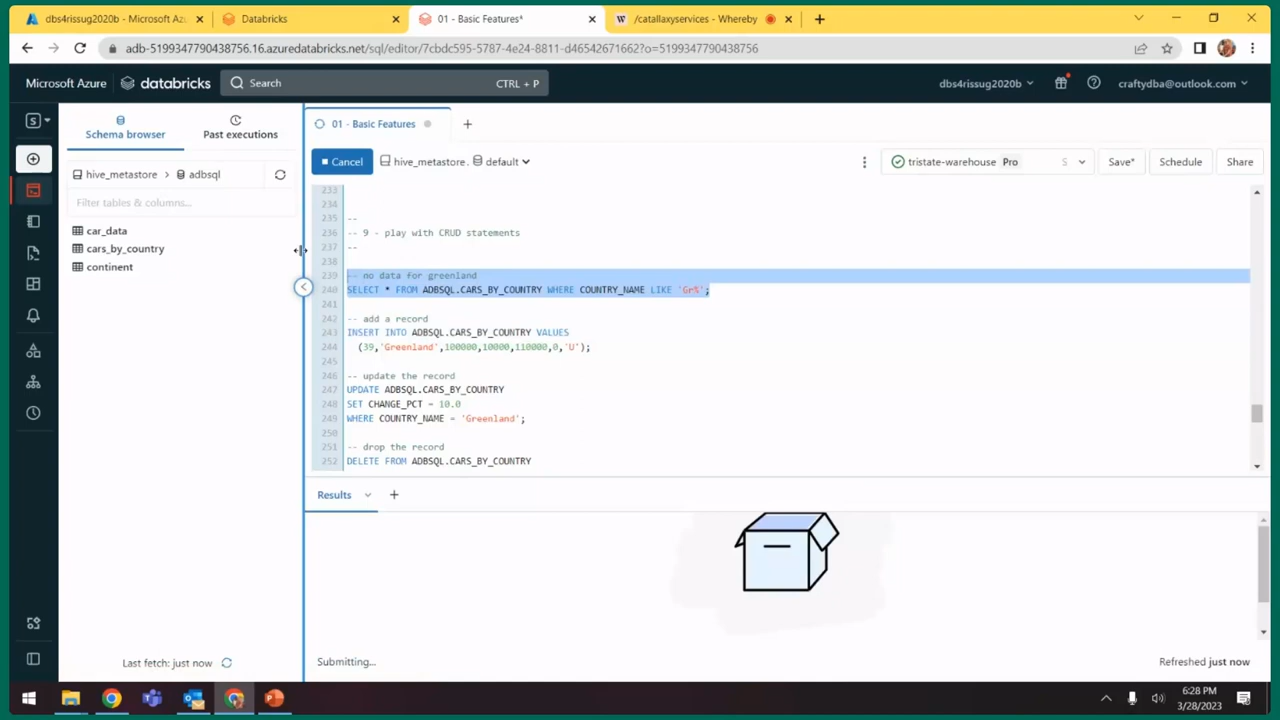 dbs4rissug2020b - Microsoft Azu
Databricks
01 - Basic Features*
/catallaxyservices - Whereby
adb-5199347790438756.16.azuredatabricks.net/sql/editor/7cbdc595-5787-4e24-8811-d46542671662?o=5199347790438756
Microsoft Azure
databricks
Search
CTRL + P
dbs4rissug2020b
craftydba@outlook.com
S
Schema browser
Past executions
01 - Basic Features
hive_metastore > adbsql
Cancel
hive_metastore. default
tristate-warehouse Pro S
Save*
Schedule
Share
Filter tables & columns...
car_data
cars_by_country
continent
233
234
235 --
236 -- 9 - play with CRUD statements
237 --
238
239 -- no data for greenland
240 SELECT * FROM ADBSQL.CARS_BY_COUNTRY WHERE COUNTRY_NAME LIKE 'Gr%';
241
242 -- add a record
243 INSERT INTO ADBSQL.CARS_BY_COUNTRY VALUES
244 (39,'Greenland',100000,10000,110000,0,'U');
245
246 -- update the record
247 UPDATE ADBSQL.CARS_BY_COUNTRY
248 SET CHANGE_PCT = 10.0
249 WHERE COUNTRY_NAME = 'Greenland';
250
251 -- drop the record
252 DELETE FROM ADBSQL.CARS_BY_COUNTRY
Results
Last fetch: just now
Submitting...
Refreshed just now
6:28 PM
3/28/2023